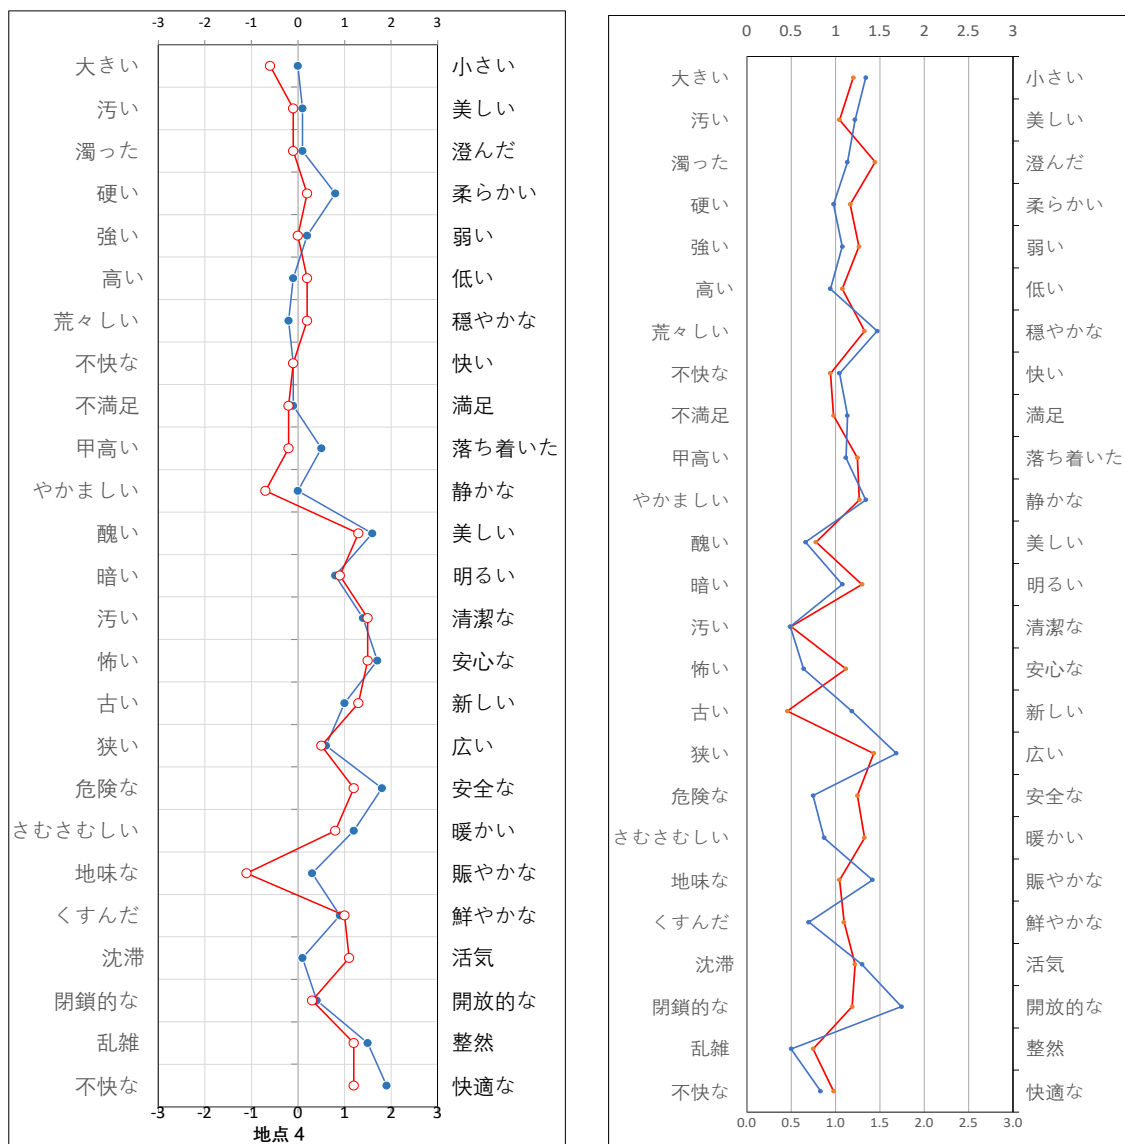 -3 -2 -1 0 1 2 3
大きい 小さい
汚い 美しい
濁った 澄んだ
硬い 柔らかい
強い 弱い
高い 低い
荒々しい 穏やかな
不快な 快い
不満足 満足
甲高い 落ち着いた
やかましい 静かな
醜い 美しい
暗い 明るい
汚い 清潔な
怖い 安心な
古い 新しい
狭い 広い
危険な 安全な
さむさむしい 暖かい
地味な 賑やかな
くすんだ 鮮やかな
沈滞 活気
閉鎖的な 開放的な
乱雑 整然
不快な 快適な
-3 -2 -1 0 1 2 3
地点 4
0 0.5 1 1.5 2 2.5 3
大きい 小さい
汚い 美しい
濁った 澄んだ
硬い 柔らかい
強い 弱い
高い 低い
荒々しい 穏やかな
不快な 快い
不満足 満足
甲高い 落ち着いた
やかましい 静かな
醜い 美しい
暗い 明るい
汚い 清潔な
怖い 安心な
古い 新しい
狭い 広い
危険な 安全な
さむさむしい 暖かい
地味な 賑やかな
くすんだ 鮮やかな
沈滞 活気
閉鎖的な 開放的な
乱雑 整然
不快な 快適な
0.0 0.5 1.0 1.5 2.0 2.5 3.0